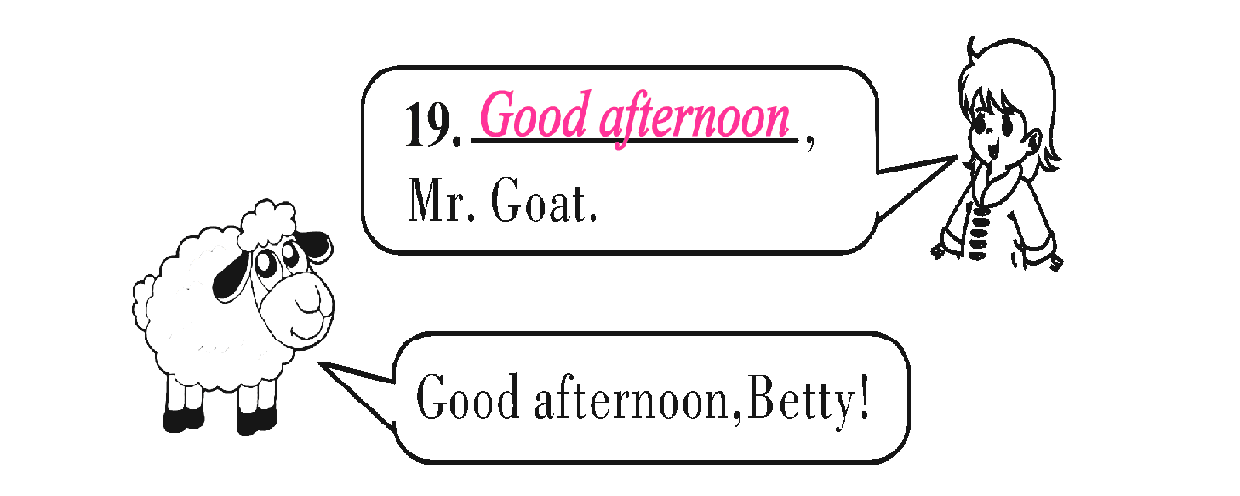 19. Good afternoon,
Mr. Goat.
Good afternoon,Betty!